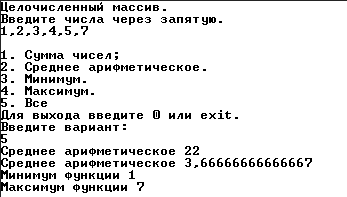 Целочисленный массив.
Введите числа через запятую.
1,2,3,4,5,7
1. Сумма чисел;
2. Среднее арифметическое.
3. Минимум.
4. Максимум.
5. Все
Для выхода введите 0 или exit.
Введите вариант:
5
Среднее арифметическое 22
Среднее арифметическое 3,66666666666667
Минимум функции 1
Максимум функции 7